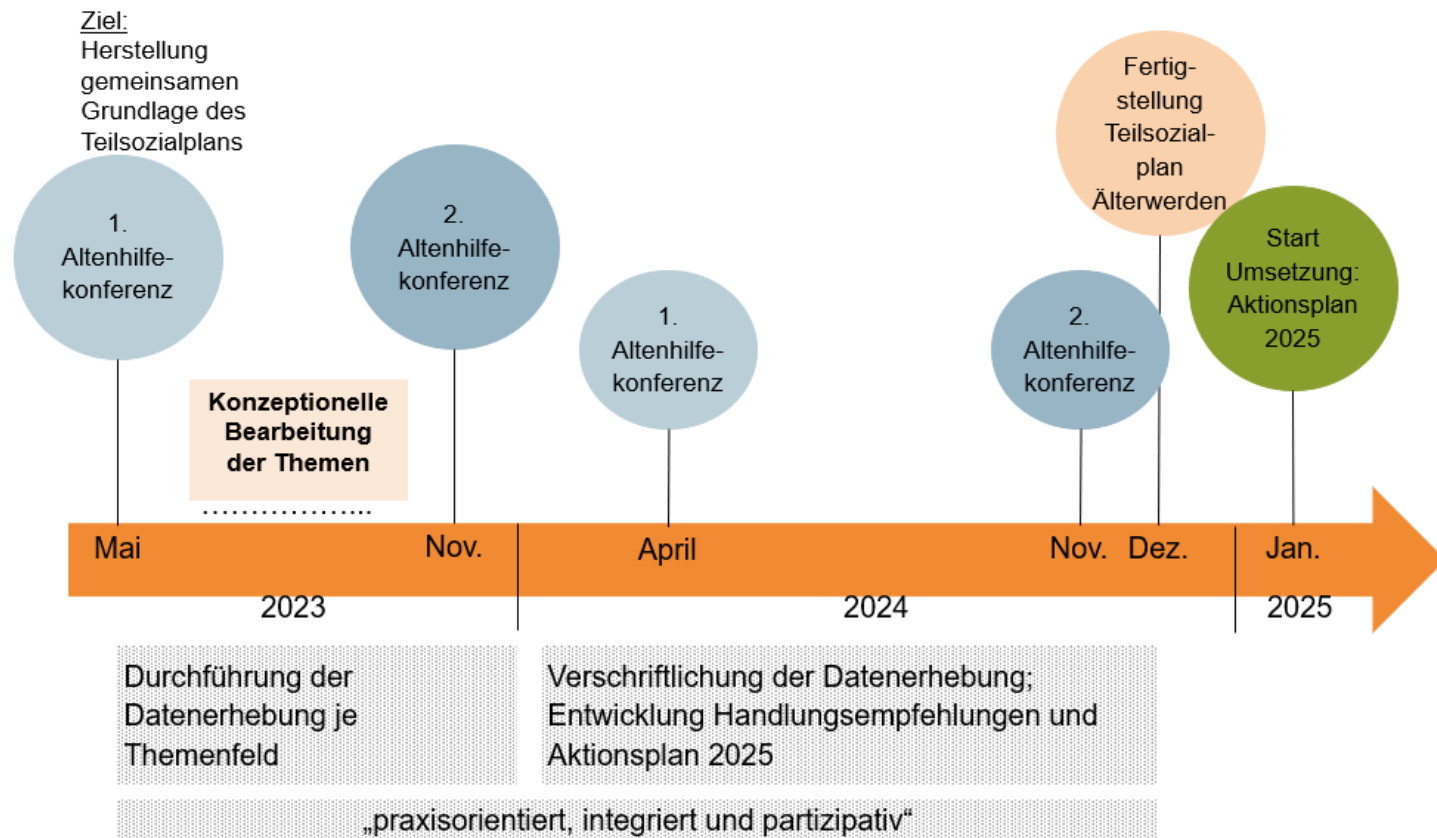 Ziel:
Herstellung
gemeinsamen
Grundlage des
Teilsozialplans
1.
Altenhilfe-
konferenz
2.
Altenhilfe-
konferenz
1.
Altenhilfe-
konferenz
2.
Altenhilfe-
konferenz
Fertig-
stellung
Teilsozial-
plan
Älterwerden
Start
Umsetzung:
Aktionsplan
2025
Konzeptionelle
Bearbeitung
der Themen
………………..
Mai
Nov.
April
Nov.
Dez.
Jan.
2023
2024
2025
Durchführung der
Datenerhebung je
Themenfeld
Verschriftlichung der Datenerhebung;
Entwicklung Handlungsempfehlungen und
Aktionsplan 2025
„praxisorientiert, integriert und partizipativ“